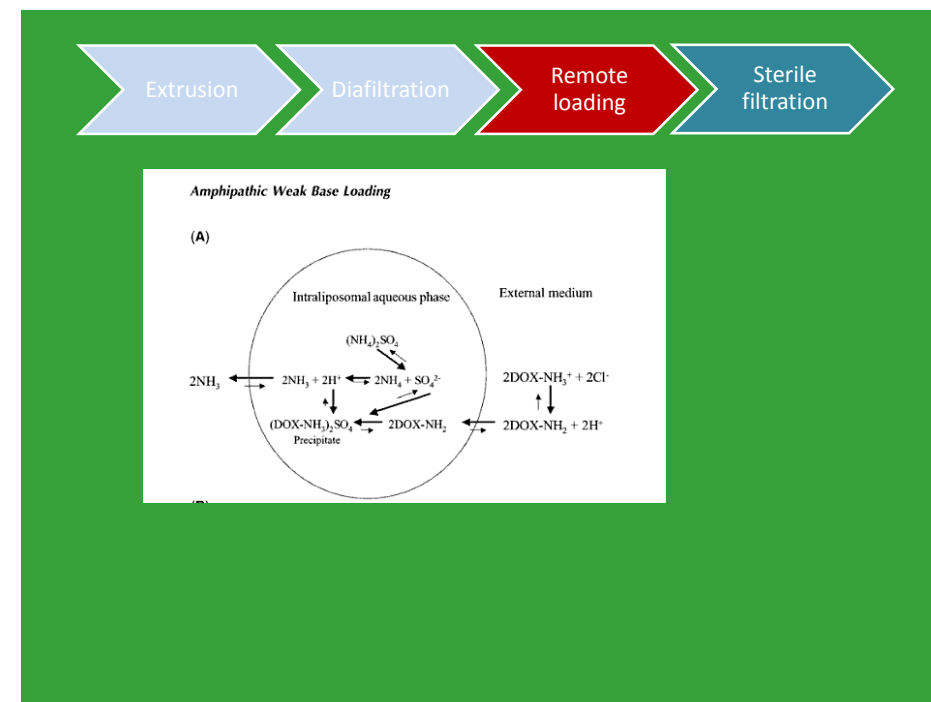 Extrusion
Diafiltration
Remote
loading
Sterile
filtration
Amphipathic Weak Base Loading
(A)
Intraliposomal aqueous phase
External medium
(NH₄)₂SO₄
2NH₃
2NH₃ + 2H⁺
2NH₄ + SO₄²⁻
2DOX-NH₃⁺ + 2Cl⁻
(DOX-NH₃)₂SO₄
2DOX-NH₂
2DOX-NH₂ + 2H⁺
Precipitate